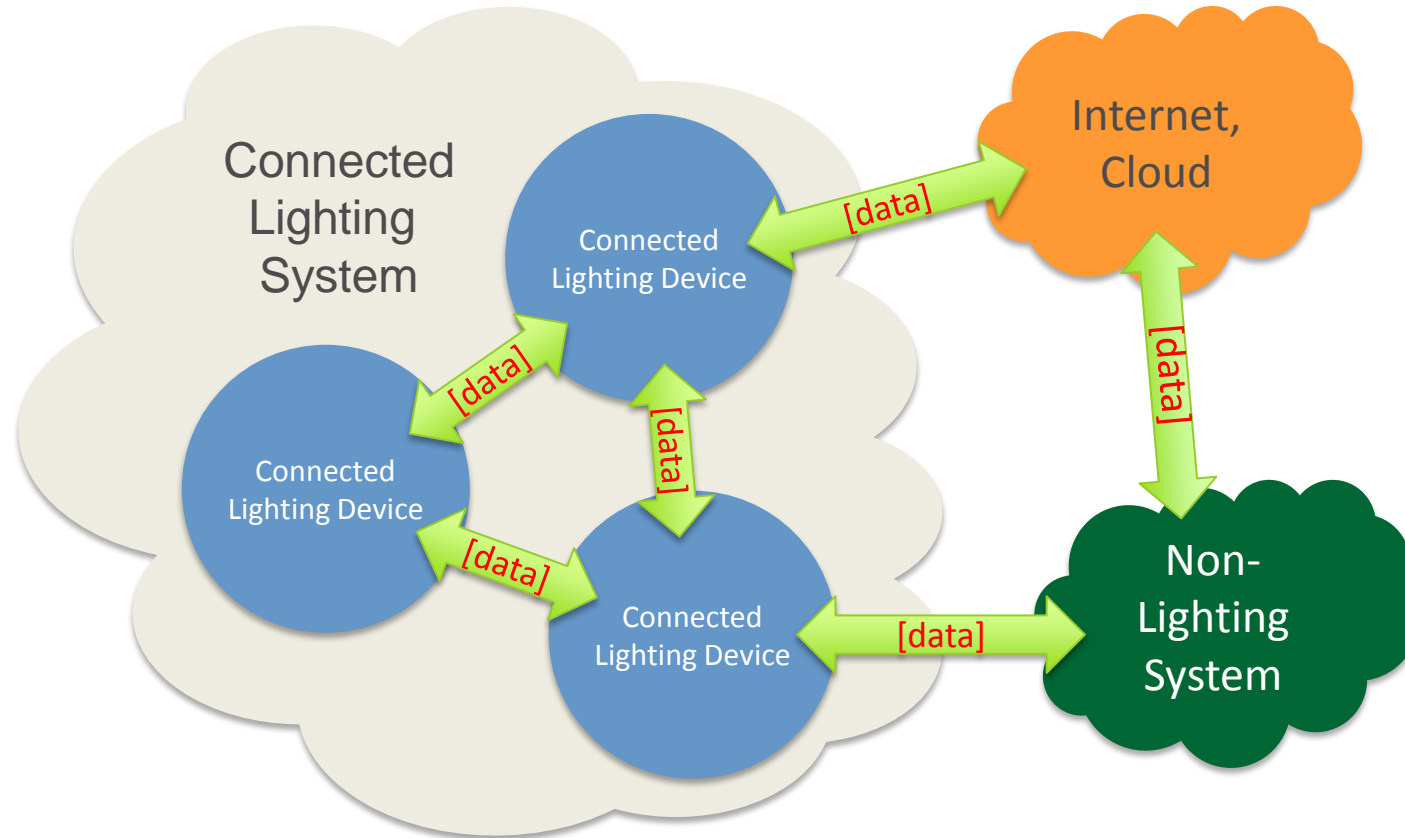 Connected
Lighting
System
Connected
Lighting Device
[data]
Internet,
Cloud
[data]
[data]
[data]
Connected
Lighting Device
[data]
Connected
Lighting Device
[data]
Non-
Lighting
System